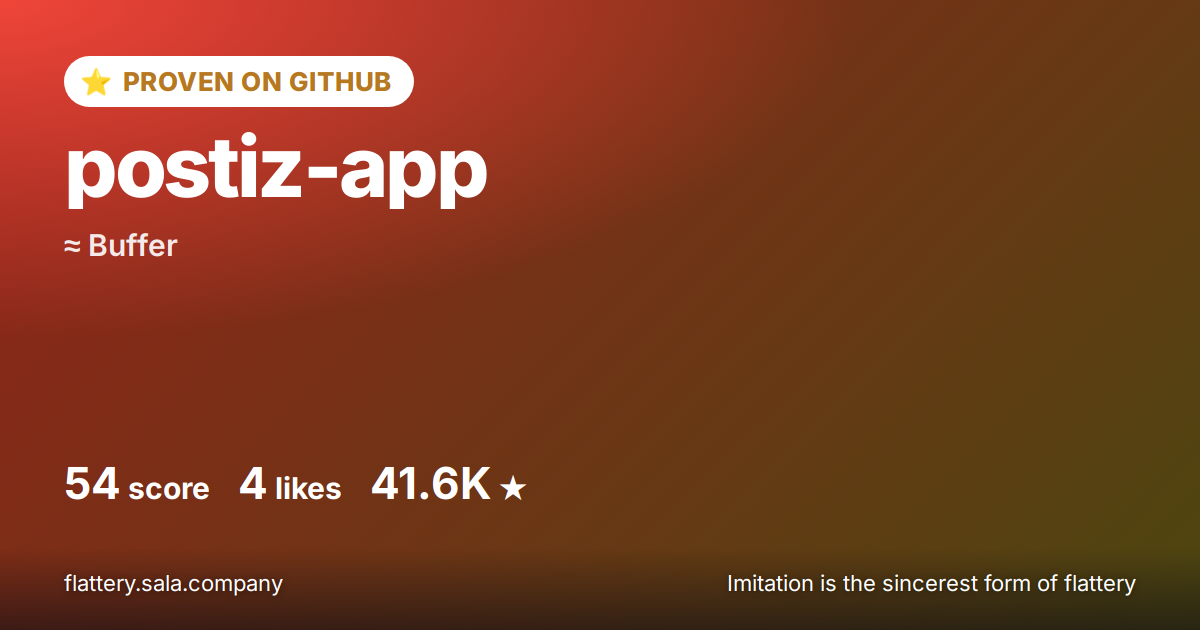 ⭐ PROVEN ON GITHUB
postiz-app
≈ Buffer
54 score 4 likes 41.6K ★
flattery.sala.company
Imitation is the sincerest form of flattery